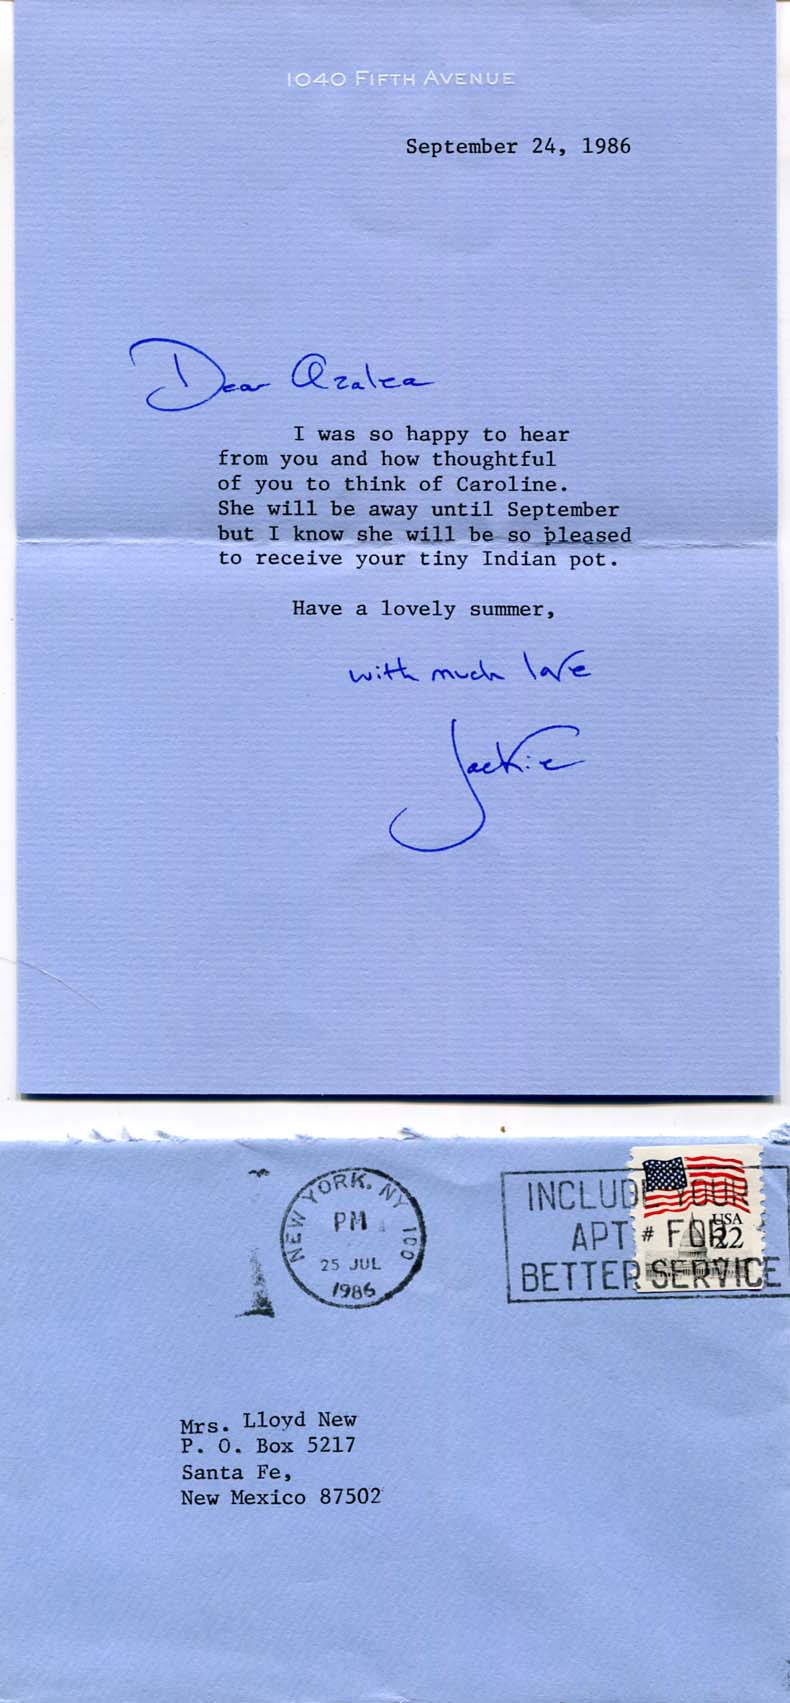 1040 FIFTH AVENUE
September 24, 1986
Dear Azalea
I was so happy to hear
from you and how thoughtful
of you to think of Caroline.
She will be away until September
but I know she will be so pleased
to receive your tiny Indian pot.
Have a lovely summer,
with much love
Jackie
NEW YORK, NY 100
PM
25 JUL
1986
INCLUDE YOUR
APT # FOR
BETTER SERVICE
USA
22
Mrs. Lloyd New
P. O. Box 5217
Santa Fe,
New Mexico 87502